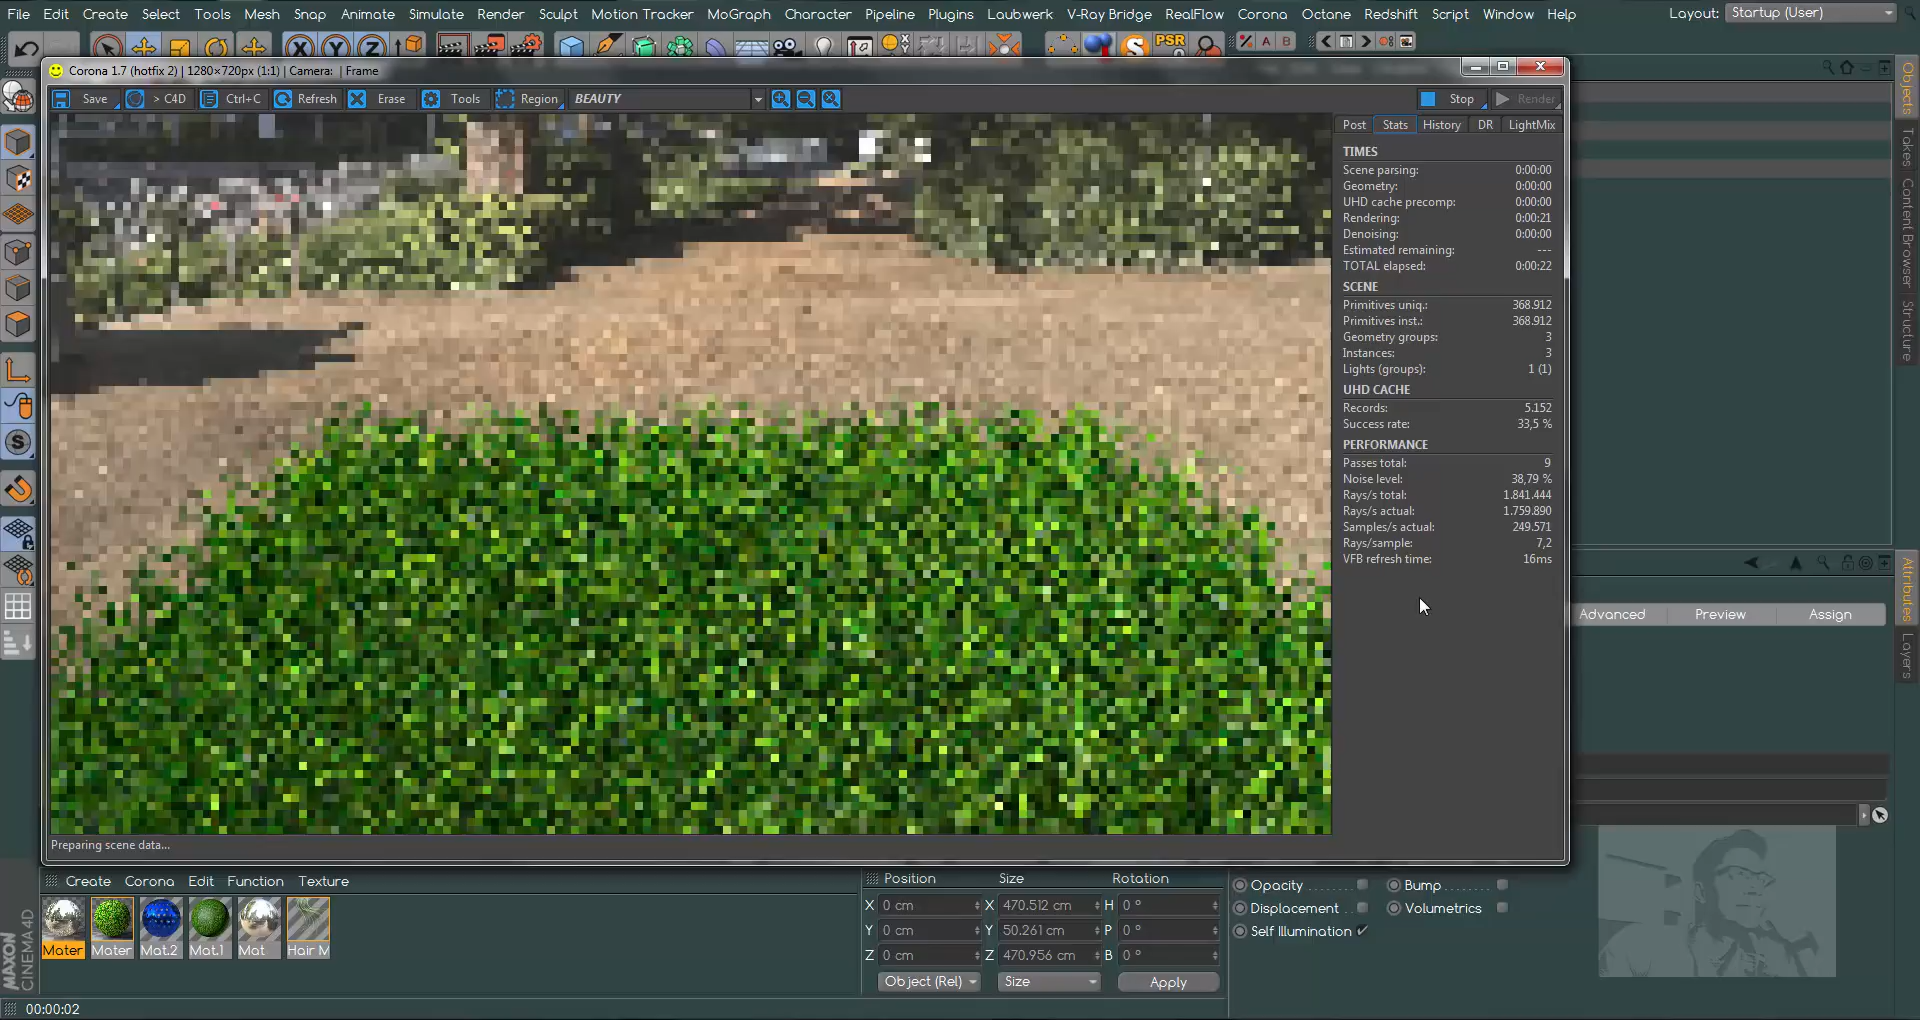 File Edit Create Select Tools Mesh Snap Animate Simulate Render Sculpt Motion Tracker MoGraph Character Pipeline Plugins Laubwerk V-Ray Bridge RealFlow Corona Octane Redshift Script Window Help Layout: Startup (User)
X Y Z S PSR A B
Corona 1.7 (hotfix 2) | 1280×720px (1:1) | Camera: | Frame
Save > C4D Ctrl+C Refresh Erase Tools Region BEAUTY Stop Render
Post Stats History DR LightMix
TIMES
Scene parsing: 0:00:00
Geometry: 0:00:00
UHD cache precomp: 0:00:00
Rendering: 0:00:21
Denoising: 0:00:00
Estimated remaining: ---
TOTAL elapsed: 0:00:22
SCENE
Primitives uniq.: 368.912
Primitives inst.: 368.912
Geometry groups: 3
Instances: 3
Lights (groups): 1 (1)
UHD CACHE
Records: 5.152
Success rate: 33,5 %
PERFORMANCE
Passes total: 9
Noise level: 38,79 %
Rays/s total: 1.841.444
Rays/s actual: 1.759.890
Samples/s actual: 249.571
Rays/sample: 7,2
VFB refresh time: 16ms
Objects
Takes
Content Browser
Structure
Attributes
Layers
Advanced Preview Assign
Preparing scene data...
Create Corona Edit Function Texture
Mater Mater Mat.2 Mat.1 Mat Hair M
Position Size Rotation
X 0 cm X 470.512 cm H 0 °
Y 0 cm Y 50.261 cm P 0 °
Z 0 cm Z 470.956 cm B 0 °
Object (Rel) Size Apply
Opacity Bump
Displacement Volumetrics
Self Illumination
MAXON
CINEMA 4D
00:00:02